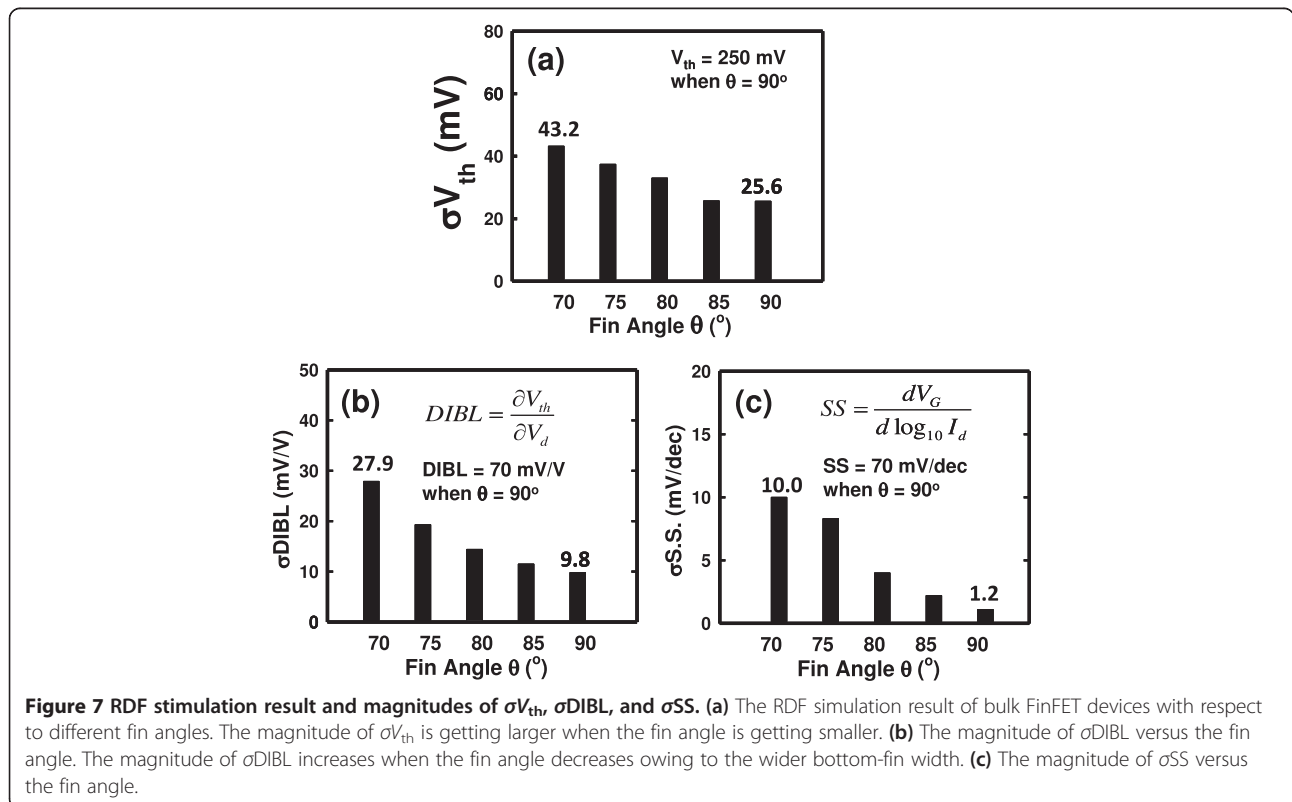 (a)
V_th = 250 mV
when θ = 90°
80
60
40
20
0
σV_th (mV)
43.2
25.6
70 75 80 85 90
Fin Angle θ (°)
(b)
DIBL = ∂V_th / ∂V_d
DIBL = 70 mV/V
when θ = 90°
50
40
30
20
10
0
σDIBL (mV/V)
27.9
9.8
70 75 80 85 90
Fin Angle θ (°)
(c)
SS = dV_G / d log_10 I_d
SS = 70 mV/dec
when θ = 90°
20
15
10
5
0
σS.S. (mV/dec)
10.0
1.2
70 75 80 85 90
Fin Angle θ (°)
Figure 7 RDF stimulation result and magnitudes of σV_th, σDIBL, and σSS. (a) The RDF simulation result of bulk FinFET devices with respect
to different fin angles. The magnitude of σV_th is getting larger when the fin angle is getting smaller. (b) The magnitude of σDIBL versus the fin
angle. The magnitude of σDIBL increases when the fin angle decreases owing to the wider bottom-fin width. (c) The magnitude of σSS versus
the fin angle.